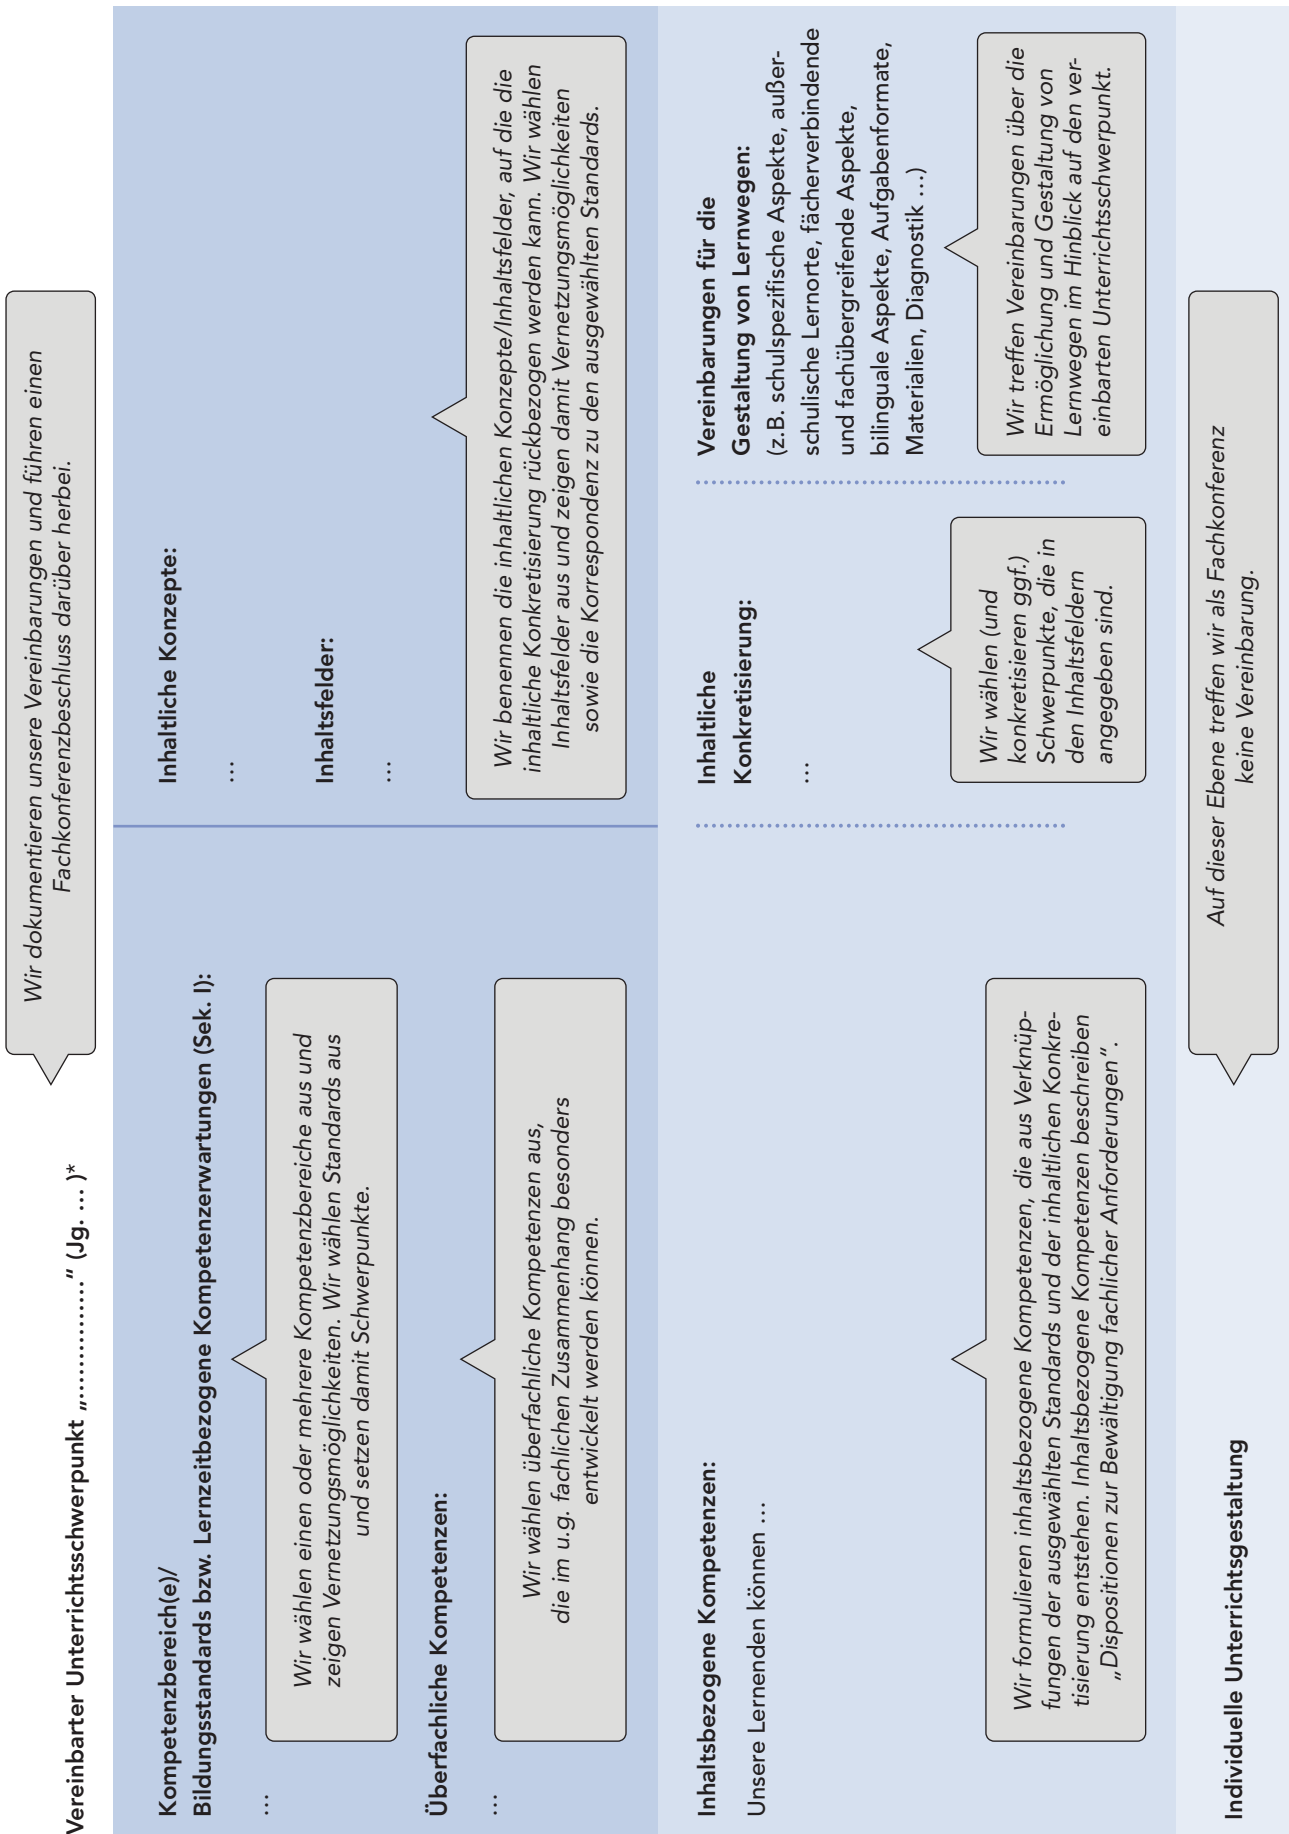 Vereinbarter Unterrichtsschwerpunkt „..............“ (Jg. … )*
Wir dokumentieren unsere Vereinbarungen und führen einen
Fachkonferenzbeschluss darüber herbei.
Kompetenzbereich(e)/
Bildungsstandards bzw. Lernzeitbezogene Kompetenzerwartungen (Sek. I):
Wir wählen einen oder mehrere Kompetenzbereiche aus und
zeigen Vernetzungsmöglichkeiten. Wir wählen Standards aus
und setzen damit Schwerpunkte.
…
Überfachliche Kompetenzen:
Wir wählen überfachliche Kompetenzen aus,
die im u.g. fachlichen Zusammenhang besonders
entwickelt werden können.
…
Inhaltliche Konzepte:
…
Inhaltsfelder:
…
Wir benennen die inhaltlichen Konzepte/Inhaltsfelder, auf die die
inhaltliche Konkretisierung rückbezogen werden kann. Wir wählen
Inhaltsfelder aus und zeigen damit Vernetzungsmöglichkeiten
sowie die Korrespondenz zu den ausgewählten Standards.
Inhaltsbezogene Kompetenzen:
Unsere Lernenden können …
Wir formulieren inhaltsbezogene Kompetenzen, die aus Verknüp-
fungen der ausgewählten Standards und der inhaltlichen Konkre-
tisierung entstehen. Inhaltsbezogene Kompetenzen beschreiben
„Dispositionen zur Bewältigung fachlicher Anforderungen“.
Inhaltliche
Konkretisierung:
…
Wir wählen (und
konkretisieren ggf.)
Schwerpunkte, die in
den Inhaltsfeldern
angegeben sind.
Vereinbarungen für die
Gestaltung von Lernwegen:
(z.B. schulspezifische Aspekte, außer-
schulische Lernorte, fächerverbindende
und fachübergreifende Aspekte,
bilinguale Aspekte, Aufgabenformate,
Materialien, Diagnostik …)
Wir treffen Vereinbarungen über die
Ermöglichung und Gestaltung von
Lernwegen im Hinblick auf den ver-
einbarten Unterrichtsschwerpunkt.
Individuelle Unterrichtsgestaltung
Auf dieser Ebene treffen wir als Fachkonferenz
keine Vereinbarung.